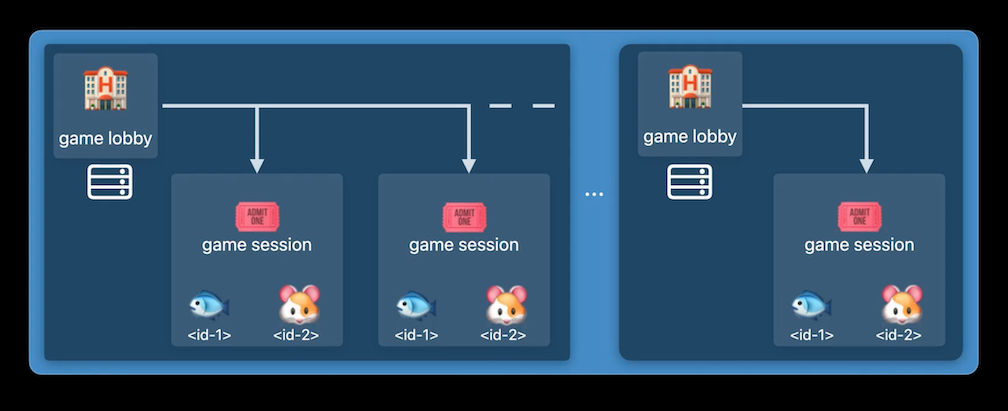 H
game lobby
ADMIT
ONE
game session
<id-1>
<id-2>
ADMIT
ONE
game session
<id-1>
<id-2>
...
H
game lobby
ADMIT
ONE
game session
<id-1>
<id-2>